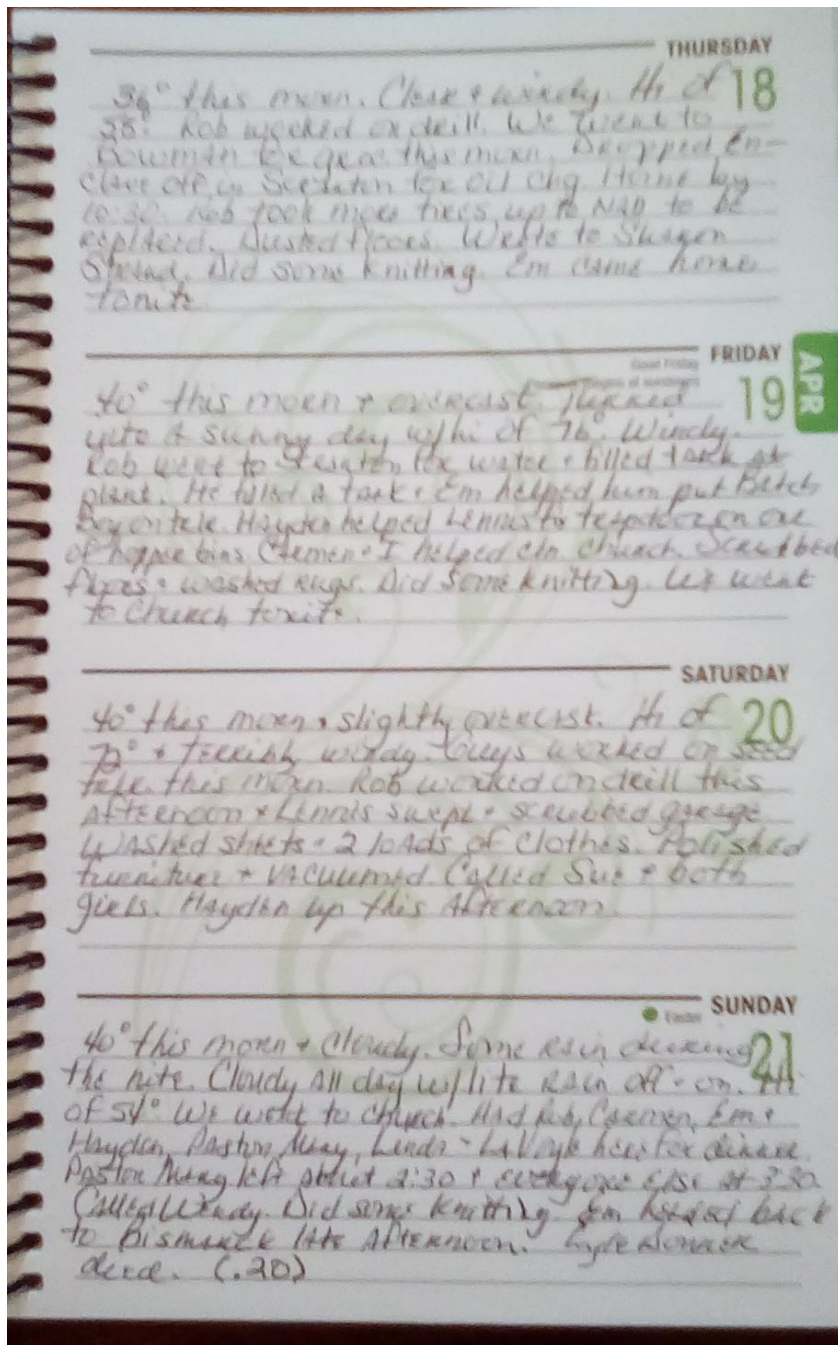 THURSDAY
18
36° this morn. Clear + windy. Hi of
58°. Rob worked on drill. We went to
Bowman for groc this morn. Dropped En-
clave off in Scranton for oil chg. Home by
10:30. Rob took more tires up to NAD to be
replaced. Dusted floors. Wrote to Sharon
Did some knitting. Em came home
tonite
FRIDAY
Good Friday
19
APR
40° this morn + overcast. Turned
into a sunny day w/hi of 76°. Windy.
Rob went to Scranton for water + filled tank at
plant. He filled a tank + Em helped him put
Hayden helped Lennis to on one
of hopper bins. Carmen + I helped cln church. Scrubbed
floors + washed rugs. Did some knitting. We went
to Church tonite.
SATURDAY
20
40° this morn + slightly overcast. Hi of
72° + terribly windy. Guys worked on seed
this morn. Rob worked on drill this
afternoon + Lennis swept + scrubbed garage
Washed sheets + 2 loads of clothes. Polished
furniture + vacuumed. Called Sue + both
girls. Hayden up this afternoon.
SUNDAY
Easter
21
40° this morn + Cloudy. Some rain during
the nite. Cloudy all day w/lite rain off + on. Hi
of 54° We went to church. Had Rob, Carmen, Em +
Hayden, Pastor Mary, Linda + LaVoyk here for dinner.
Pastor Mary left about 2:30 + everyone else at 3:30.
Called Wendy. Did some knitting. Em headed back
to Bismarck late afternoon. Lyle
died. (.20)